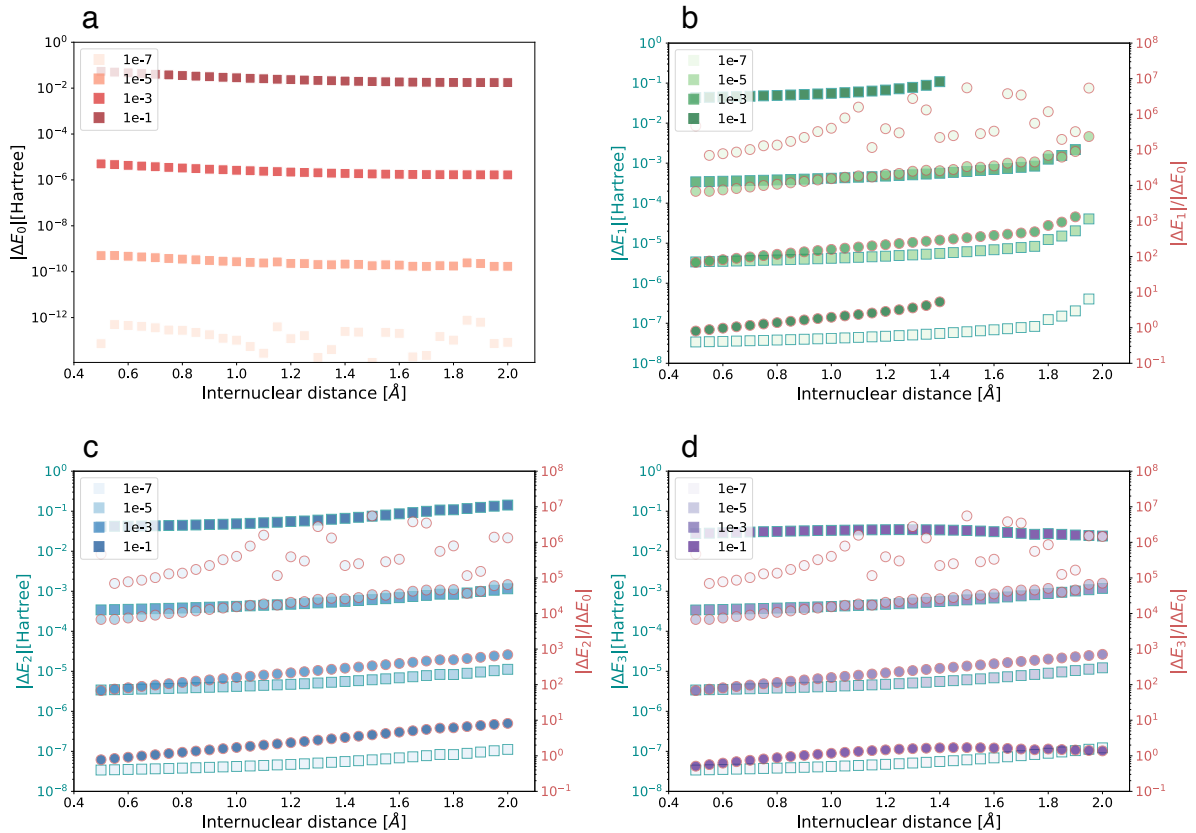 a
10^0
10^-2
10^-4
10^-6
10^-8
10^-10
10^-12
|ΔE_0|[Hartree]
1e-7
1e-5
1e-3
1e-1
0.4 0.6 0.8 1.0 1.2 1.4 1.6 1.8 2.0
Internuclear distance [Å]
b
10^0
10^-1
10^-2
10^-3
10^-4
10^-5
10^-6
10^-7
10^-8
|ΔE_1|[Hartree]
1e-7
1e-5
1e-3
1e-1
10^8
10^7
10^6
10^5
10^4
10^3
10^2
10^1
10^0
10^-1
|ΔE_1|/|ΔE_0|
0.4 0.6 0.8 1.0 1.2 1.4 1.6 1.8 2.0
Internuclear distance [Å]
c
10^0
10^-1
10^-2
10^-3
10^-4
10^-5
10^-6
10^-7
10^-8
|ΔE_2|[Hartree]
1e-7
1e-5
1e-3
1e-1
10^8
10^7
10^6
10^5
10^4
10^3
10^2
10^1
10^0
10^-1
|ΔE_2|/|ΔE_0|
0.4 0.6 0.8 1.0 1.2 1.4 1.6 1.8 2.0
Internuclear distance [Å]
d
10^0
10^-1
10^-2
10^-3
10^-4
10^-5
10^-6
10^-7
10^-8
|ΔE_3|[Hartree]
1e-7
1e-5
1e-3
1e-1
10^8
10^7
10^6
10^5
10^4
10^3
10^2
10^1
10^0
10^-1
|ΔE_3|/|ΔE_0|
0.4 0.6 0.8 1.0 1.2 1.4 1.6 1.8 2.0
Internuclear distance [Å]